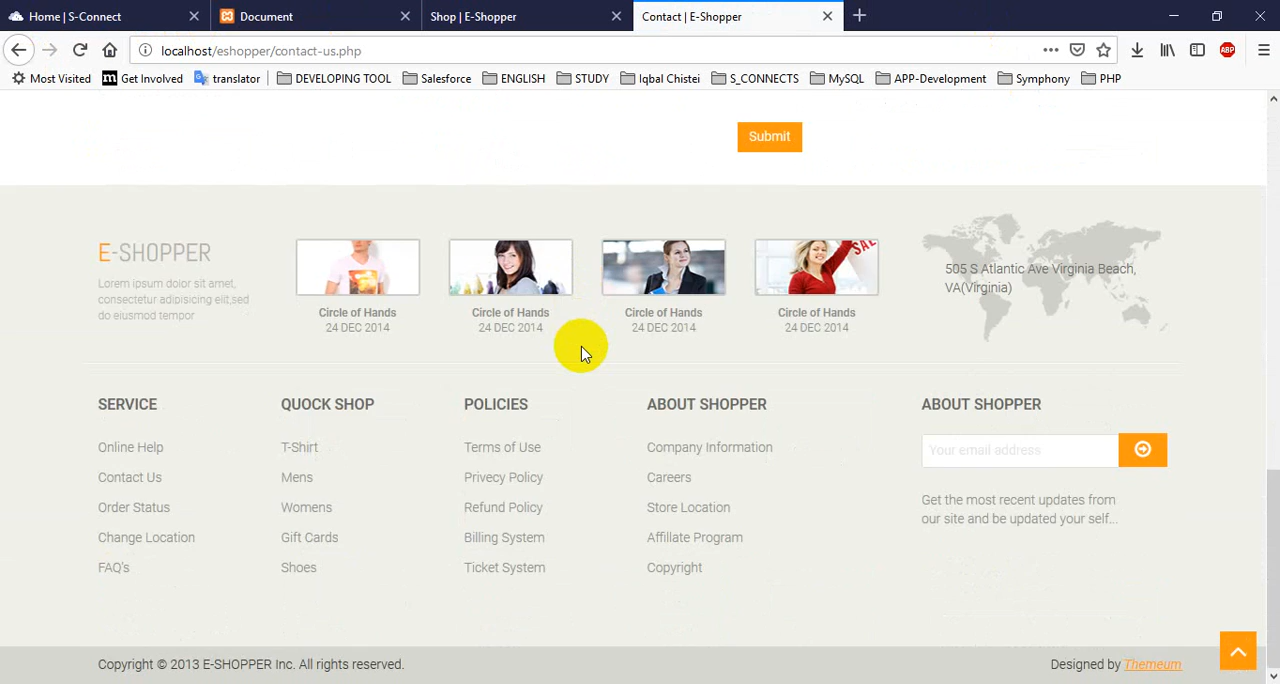 Home | S-Connect
Document
Shop | E-Shopper
Contact | E-Shopper
localhost/eshopper/contact-us.php
Most Visited
Get Involved
translator
DEVELOPING TOOL
Salesforce
ENGLISH
STUDY
Iqbal Chistei
S_CONNECTS
MySQL
APP-Development
Symphony
PHP
ABP
Submit
E-SHOPPER
Lorem ipsum dolor sit amet,
consectetur adipisicing elit,sed
do eiusmod tempor
Circle of Hands
24 DEC 2014
Circle of Hands
24 DEC 2014
Circle of Hands
24 DEC 2014
SALE
Circle of Hands
24 DEC 2014
505 S Atlantic Ave Virginia Beach,
VA(Virginia)
SERVICE
Online Help
Contact Us
Order Status
Change Location
FAQ's
QUOCK SHOP
T-Shirt
Mens
Womens
Gift Cards
Shoes
POLICIES
Terms of Use
Privecy Policy
Refund Policy
Billing System
Ticket System
ABOUT SHOPPER
Company Information
Careers
Store Location
Affillate Program
Copyright
ABOUT SHOPPER
Your email address
Get the most recent updates from
our site and be updated your self...
Copyright © 2013 E-SHOPPER Inc. All rights reserved.
Designed by Themeum